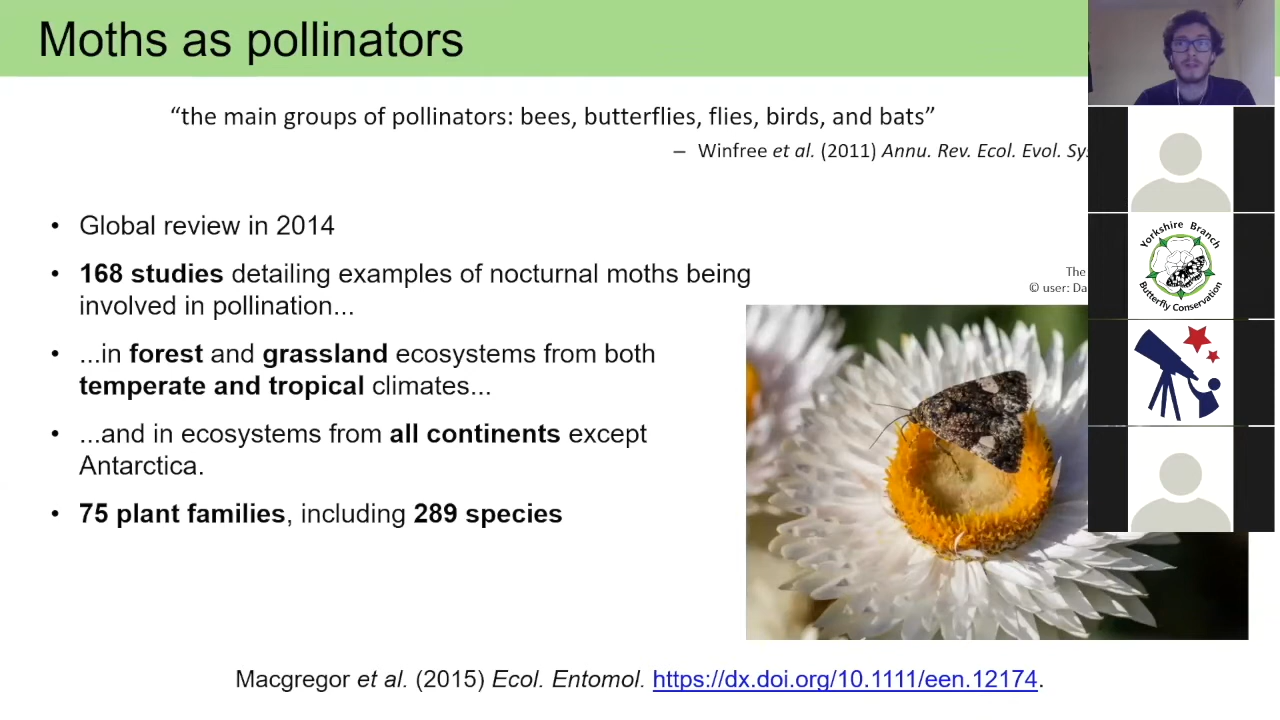 Moths as pollinators
“the main groups of pollinators: bees, butterflies, flies, birds, and bats”
– Winfree et al. (2011) Annu. Rev. Ecol. Evol.
• Global review in 2014
• 168 studies detailing examples of nocturnal moths being
involved in pollination...
• ...in forest and grassland ecosystems from both
temperate and tropical climates...
• ...and in ecosystems from all continents except
Antarctica.
• 75 plant families, including 289 species
The
© user:
Yorkshire Branch
Butterfly Conservation
Macgregor et al. (2015) Ecol. Entomol. https://dx.doi.org/10.1111/een.12174.